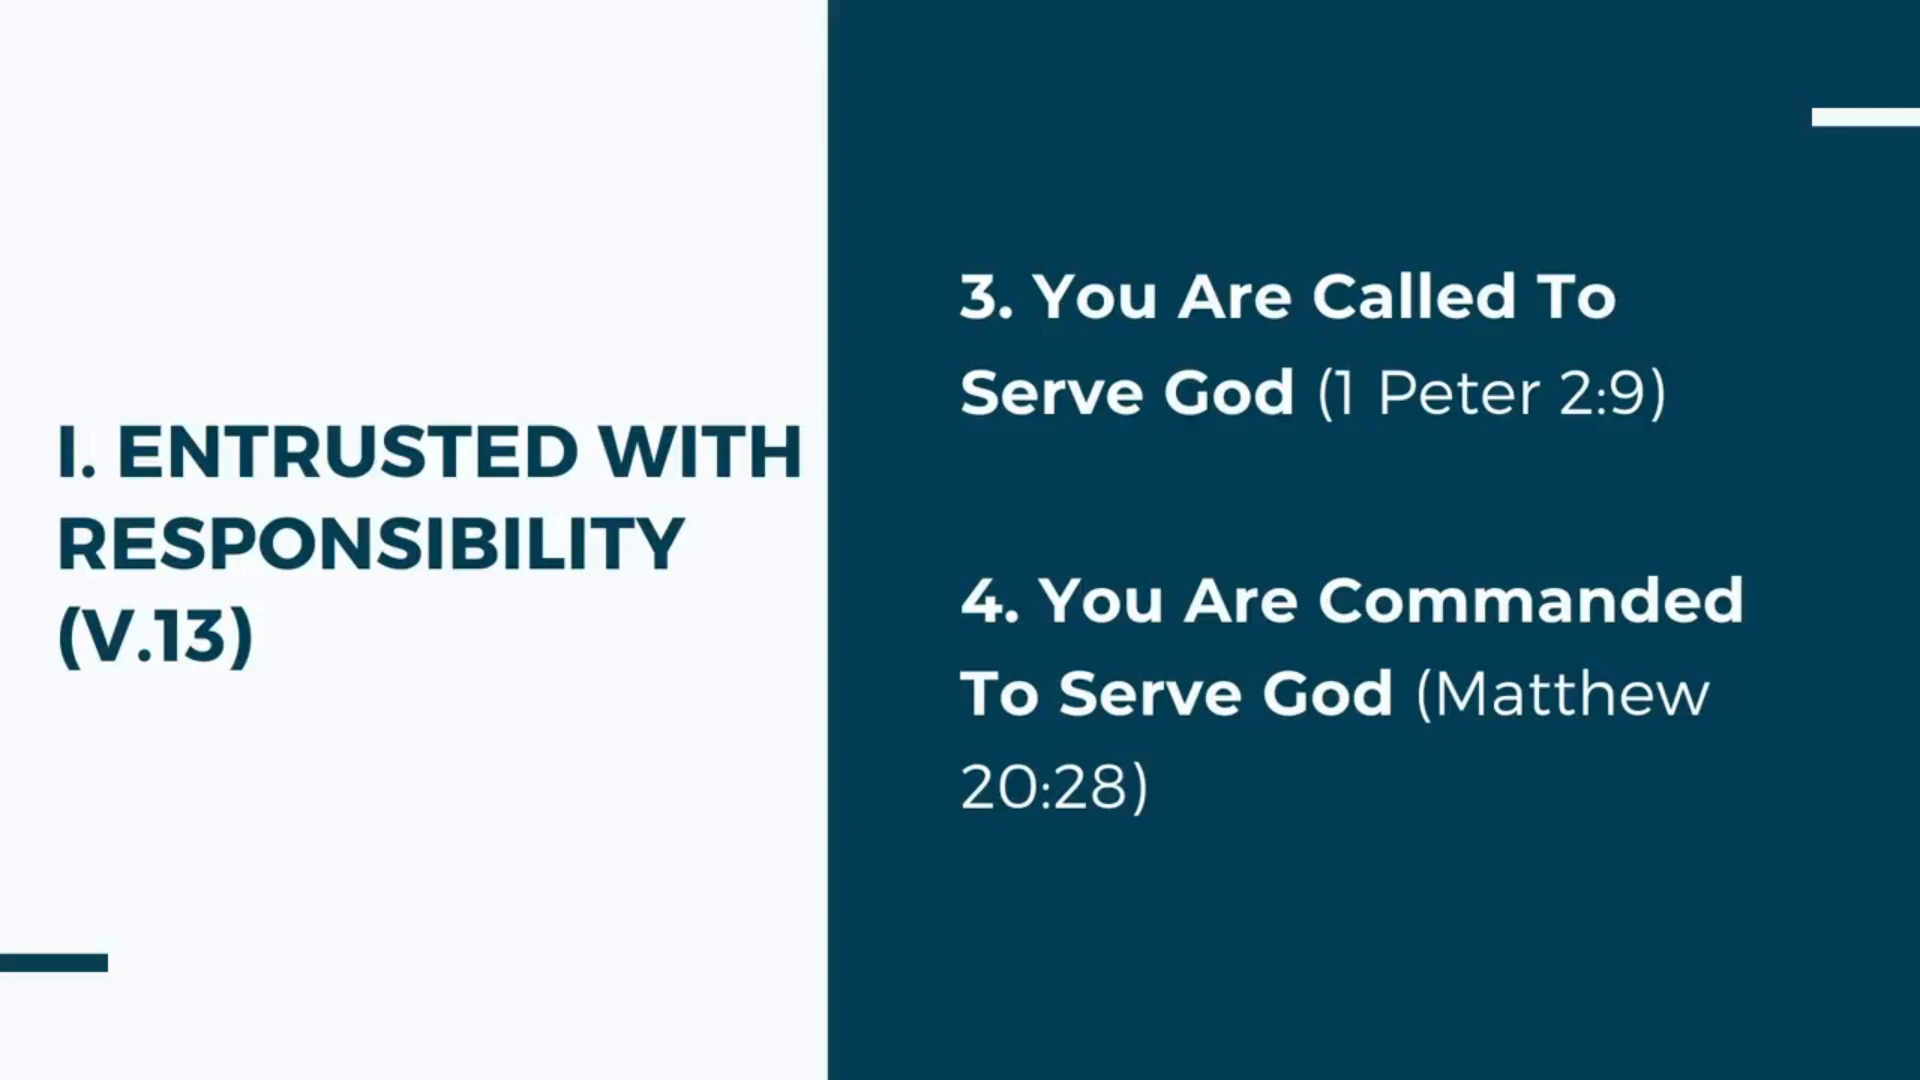 I. ENTRUSTED WITH
RESPONSIBILITY
(V.13)
3. You Are Called To
Serve God (1 Peter 2:9)
4. You Are Commanded
To Serve God (Matthew
20:28)